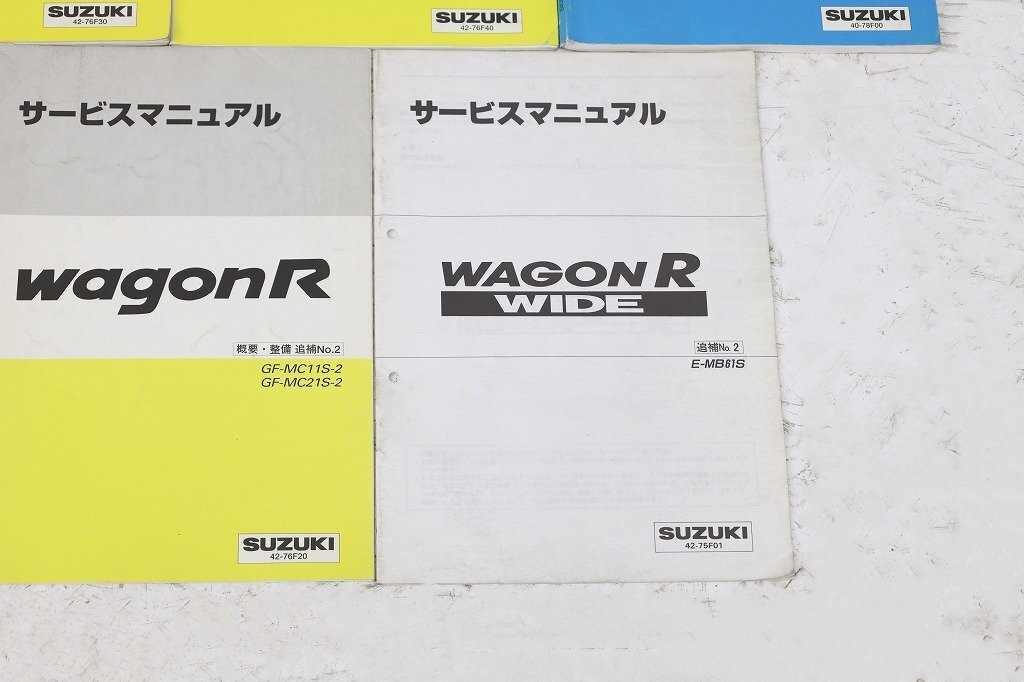 SUZUKI
42-76F30
SUZUKI
42-76F40
SUZUKI
40-78F00
サービスマニュアル
wagonR
概要・整備 追補No.2
GF-MC11S-2
GF-MC21S-2
SUZUKI
42-76F20
サービスマニュアル
WAGON R
WIDE
追補No.2
E-MB61S
SUZUKI
42-75F01